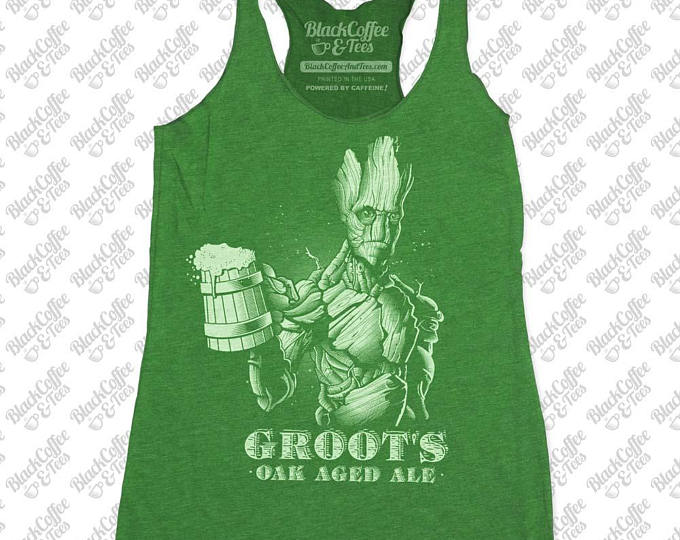 BlackCoffee
& Tees
BlackCoffeeAndTees.com
PRINTED IN THE USA
POWERED BY CAFFEINE!
GROOT'S
· OAK AGED ALE ·